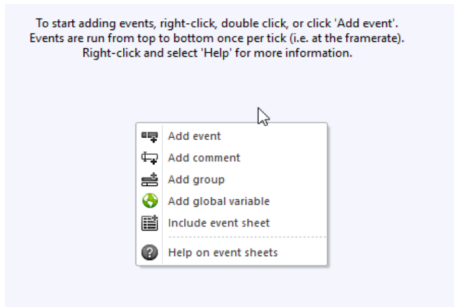 To start adding events, right-click, double click, or click 'Add event'.
Events are run from top to bottom once per tick (i.e. at the framerate).
Right-click and select 'Help' for more information.
Add event
Add comment
Add group
Add global variable
Include event sheet
Help on event sheets